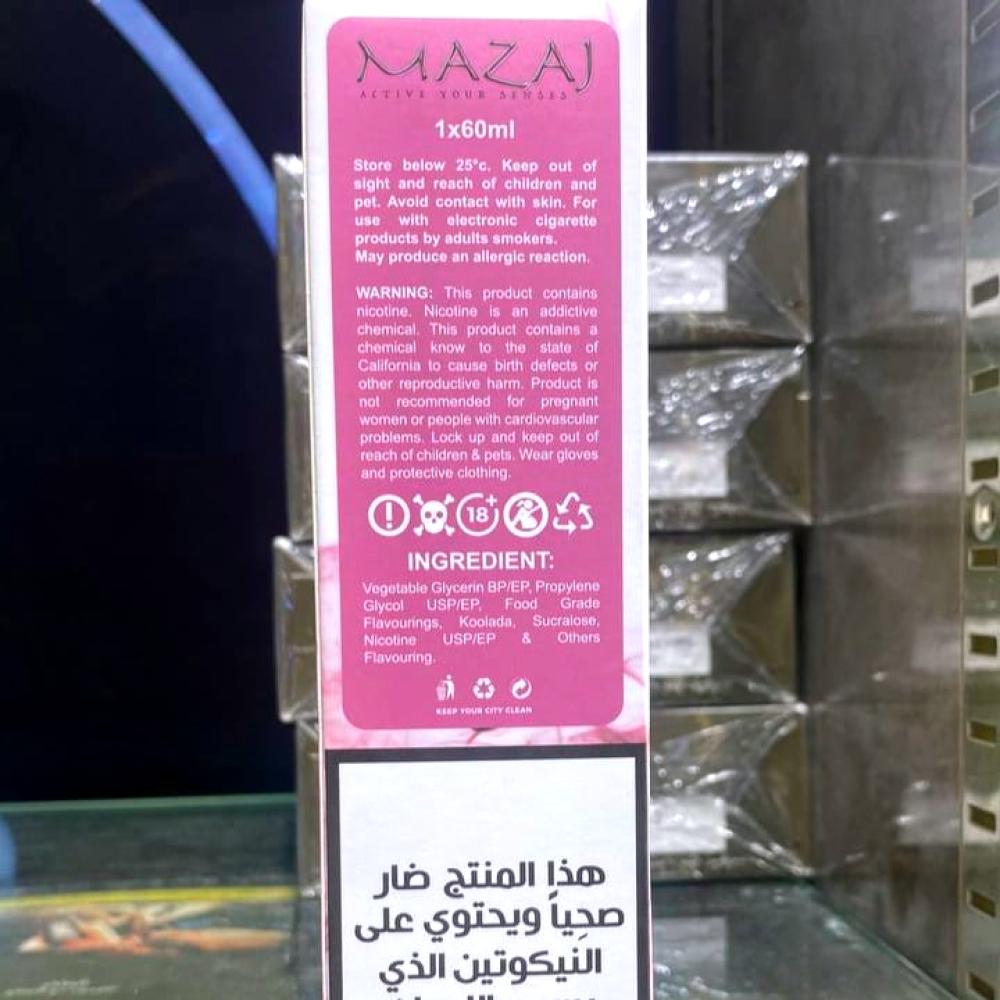 MAZAJ
ACTIVE YOUR SENSES
1x60ml
Store below 25°c. Keep out of
sight and reach of children and
pet. Avoid contact with skin. For
use with electronic cigarette
products by adults smokers.
May produce an allergic reaction.
WARNING: This product contains
nicotine. Nicotine is an addictive
chemical. This product contains a
chemical know to the state of
California to cause birth defects or
other reproductive harm. Product is
not recommended for pregnant
women or people with cardiovascular
problems. Lock up and keep out of
reach of children & pets. Wear gloves
and protective clothing.
18+
INGREDIENT:
Vegetable Glycerin BP/EP, Propylene
Glycol USP/EP, Food Grade
Flavourings, Koolada, Sucralose,
Nicotine USP/EP & Others
Flavouring.
KEEP YOUR CITY CLEAN
هذا المنتج ضار
صحِياً ويحتوي على
النيكوتين الذي